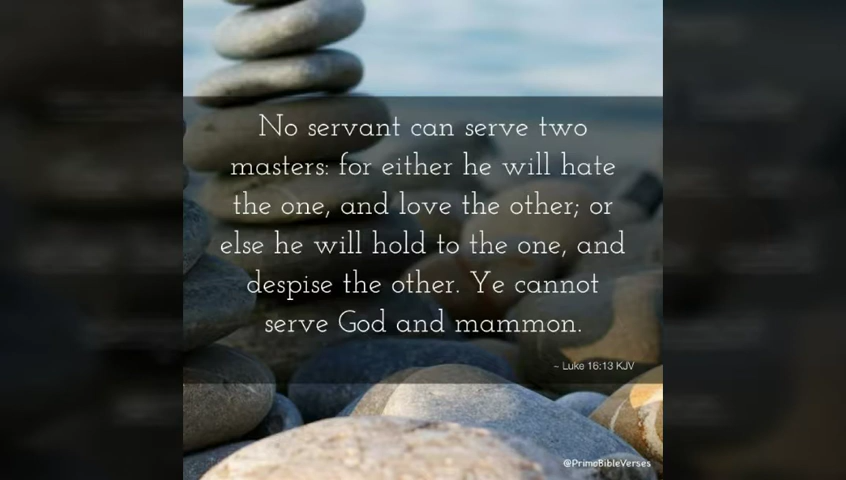 No servant can serve two
masters: for either he will hate
the one, and love the other; or
else he will hold to the one, and
despise the other. Ye cannot
serve God and mammon.
~ Luke 16:13 KJV
@PrimoBibleVerses